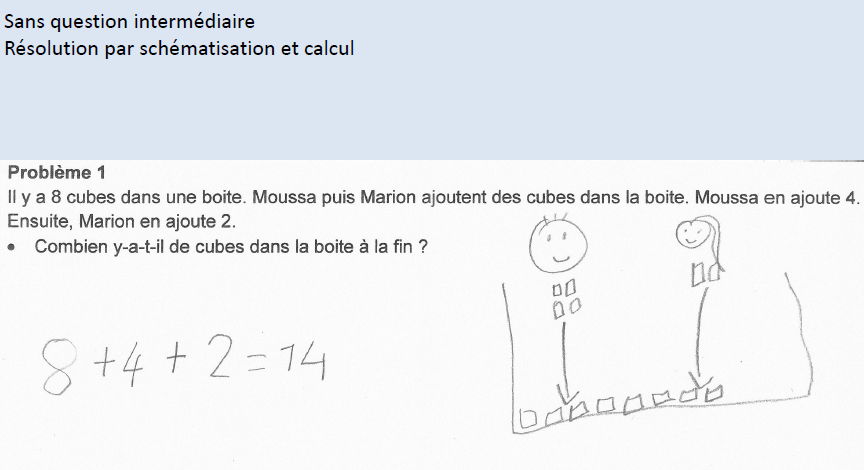 Sans question intermédiaire
Résolution par schématisation et calcul
Problème 1
Il y a 8 cubes dans une boite. Moussa puis Marion ajoutent des cubes dans la boite. Moussa en ajoute 4.
Ensuite, Marion en ajoute 2.
• Combien y-a-t-il de cubes dans la boite à la fin ?
8 + 4 + 2 = 14